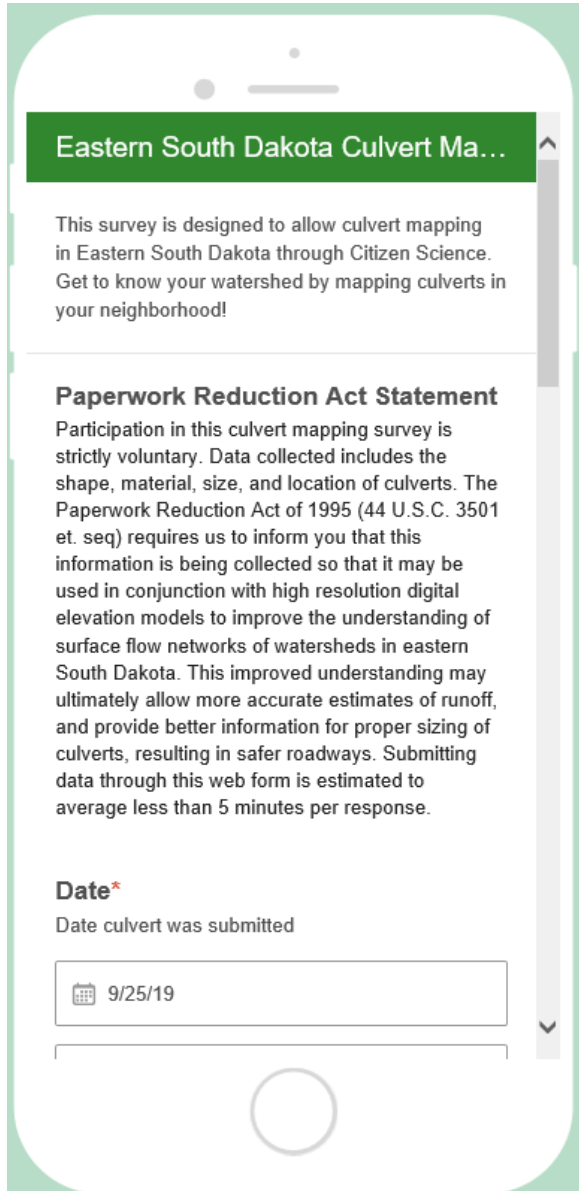 Eastern South Dakota Culvert Ma...
This survey is designed to allow culvert mapping
in Eastern South Dakota through Citizen Science.
Get to know your watershed by mapping culverts in
your neighborhood!
Paperwork Reduction Act Statement
Participation in this culvert mapping survey is
strictly voluntary. Data collected includes the
shape, material, size, and location of culverts. The
Paperwork Reduction Act of 1995 (44 U.S.C. 3501
et. seq) requires us to inform you that this
information is being collected so that it may be
used in conjunction with high resolution digital
elevation models to improve the understanding of
surface flow networks of watersheds in eastern
South Dakota. This improved understanding may
ultimately allow more accurate estimates of runoff,
and provide better information for proper sizing of
culverts, resulting in safer roadways. Submitting
data through this web form is estimated to
average less than 5 minutes per response.
Date*
Date culvert was submitted
9/25/19